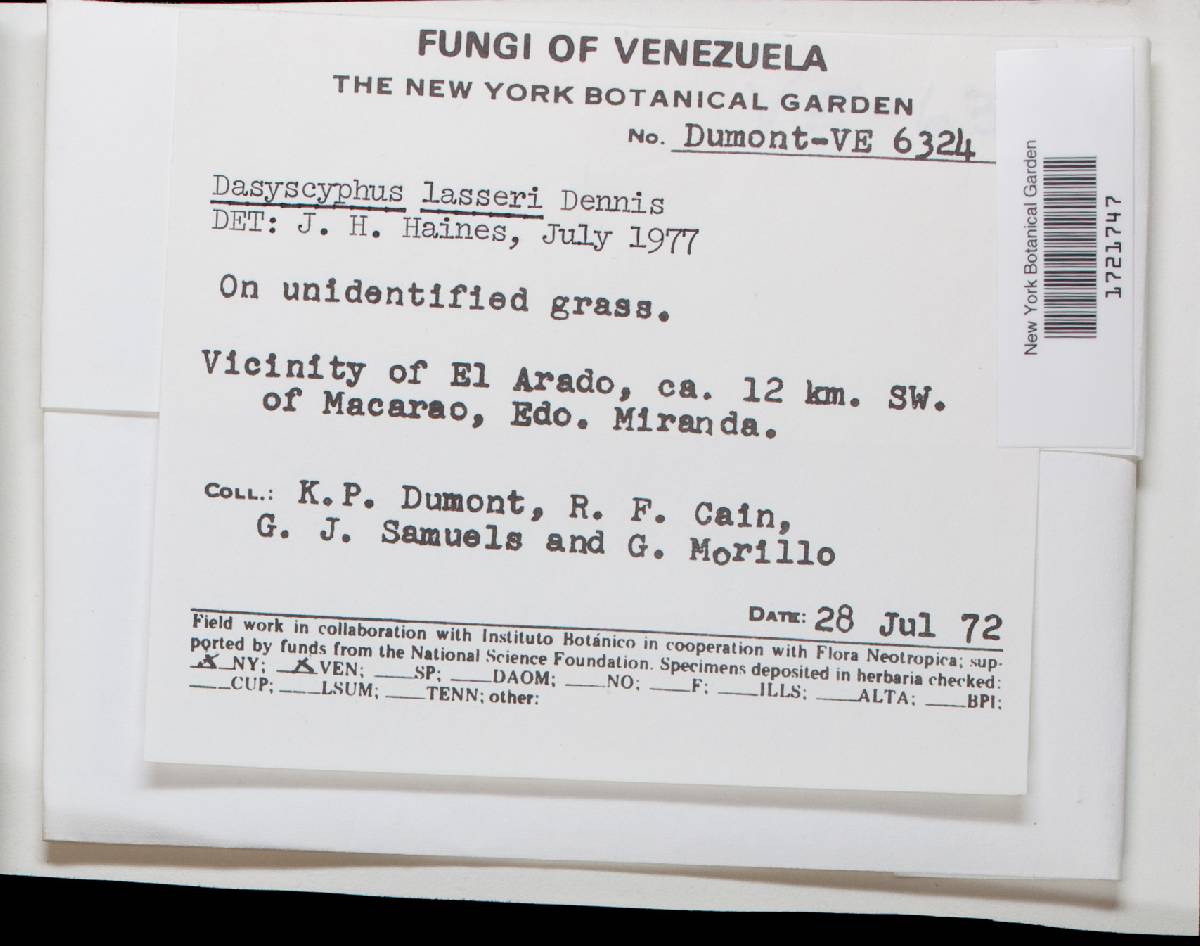 FUNGI OF VENEZUELA
THE NEW YORK BOTANICAL GARDEN
No. Dumont-VE 6324
Dasyscyphus lasseri Dennis
DET: J. H. Haines, July 1977
On unidentified grass.
Vicinity of El Arado, ca. 12 km. SW.
of Macarao, Edo. Miranda.
COLL.: K.P. Dumont, R. F. Cain,
G. J. Samuels and G. Morillo
DATE: 28 Jul 72
Field work in collaboration with Instituto Botánico in cooperation with Flora Neotropica; sup-
ported by funds from the National Science Foundation. Specimens deposited in herbaria checked:
X NY; X VEN; ___SP; ___DAOM; ___NO; ___F; ___ILLS; ___ALTA; ___BPI;
___CUP; ___LSUM; ___TENN; other:
New York Botanical Garden
1721747